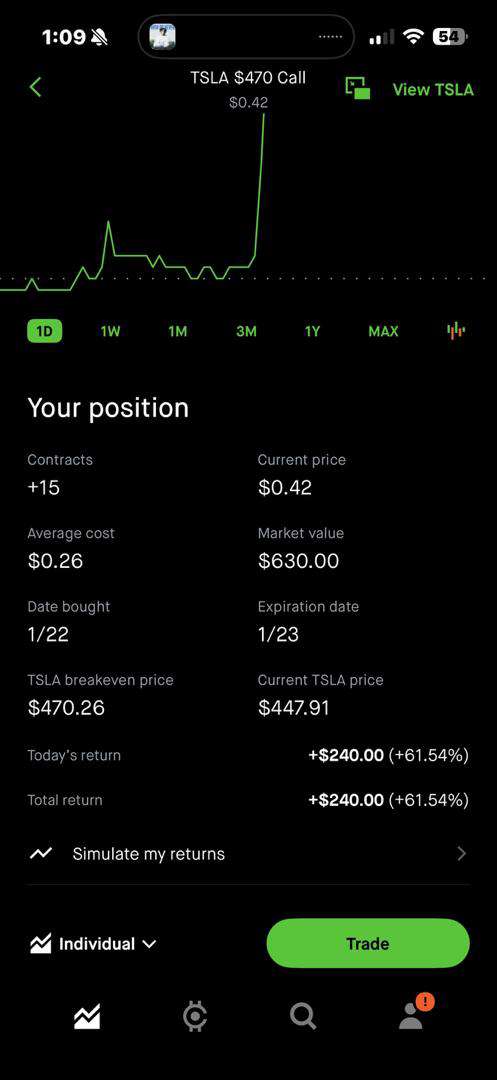 1:09
54
TSLA $470 Call
$0.42
View TSLA
1D 1W 1M 3M 1Y MAX
Your position
Contracts Current price
+15 $0.42
Average cost Market value
$0.26 $630.00
Date bought Expiration date
1/22 1/23
TSLA breakeven price Current TSLA price
$470.26 $447.91
Today's return +$240.00 (+61.54%)
Total return +$240.00 (+61.54%)
Simulate my returns
Individual Trade
!